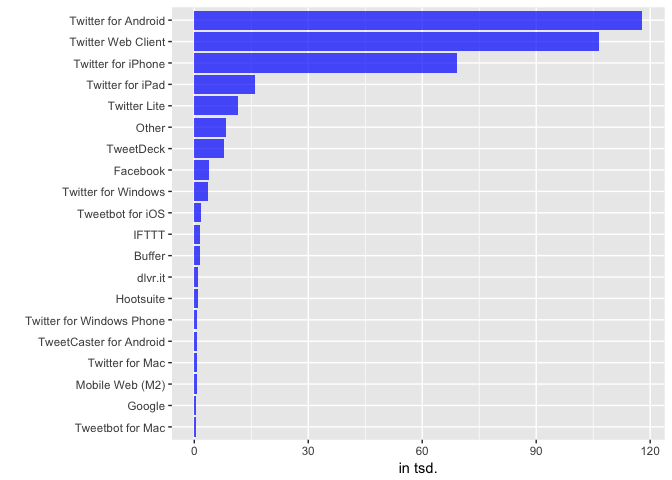 Twitter for Android
Twitter Web Client
Twitter for iPhone
Twitter for iPad
Twitter Lite
Other
TweetDeck
Facebook
Twitter for Windows
Tweetbot for iOS
IFTTT
Buffer
dlvr.it
Hootsuite
Twitter for Windows Phone
TweetCaster for Android
Twitter for Mac
Mobile Web (M2)
Google
Tweetbot for Mac
0 30 60 90 120
in tsd.